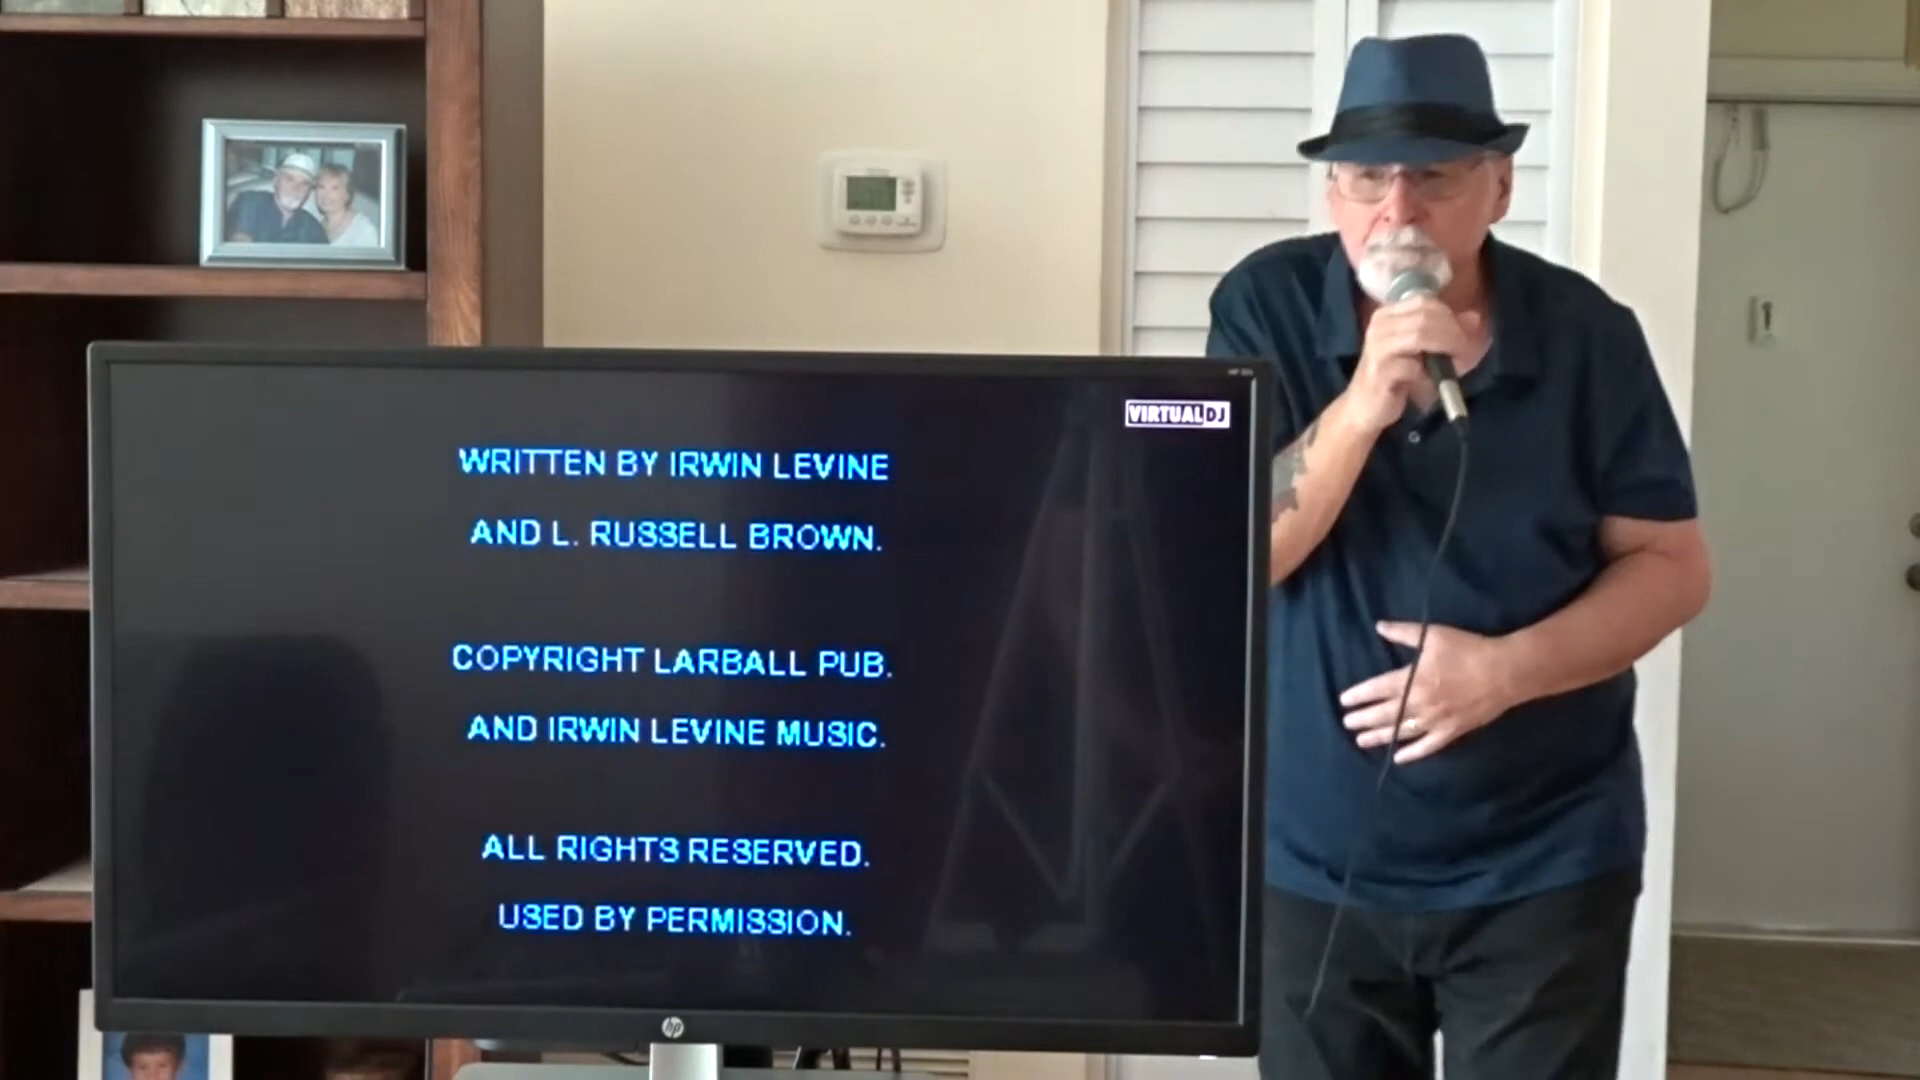 VIRTUALDJ
WRITTEN BY IRWIN LEVINE
AND L. RUSSELL BROWN.
COPYRIGHT LARBALL PUB.
AND IRWIN LEVINE MUSIC.
ALL RIGHTS RESERVED.
USED BY PERMISSION.
hp